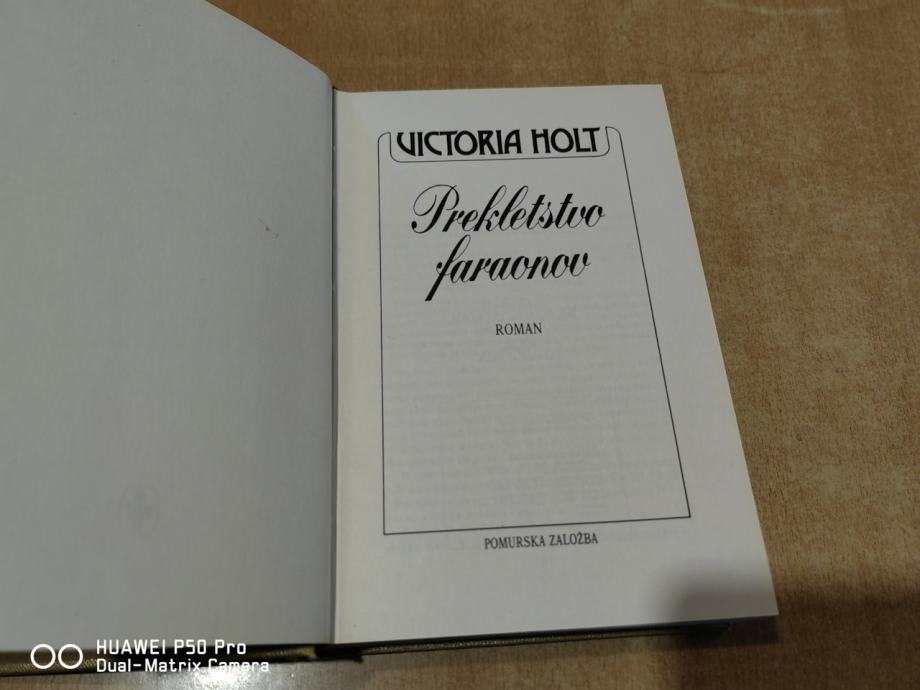 VICTORIA HOLT
Prekletstvo
faraonov
ROMAN
POMURSKA ZALOŽBA
HUAWEI P50 Pro
Dual-Matrix Camera